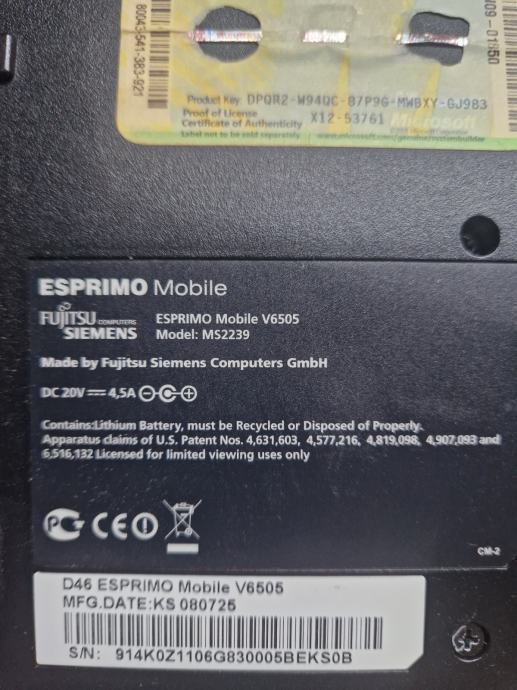 541-383-921
Product Key: DPQR2-W94QC-87P9G-MWBXY-GJ983
Proof of License
Certificate of Authenticity X12-53761
Microsoft
Label not to be sold separately
ESPRIMO Mobile
FUJITSU COMPUTERS
SIEMENS
ESPRIMO Mobile V6505
Model: MS2239
Made by Fujitsu Siemens Computers GmbH
DC 20V 4,5A
Contains:Lithium Battery, must be Recycled or Disposed of Properly.
Apparatus claims of U.S. Patent Nos. 4,631,603, 4,577,216, 4,819,098, 4,907,093 and
6,516,132 Licensed for limited viewing uses only
CE
CM-2
D46 ESPRIMO Mobile V6505
MFG.DATE:KS 080725
S/N: 914K0Z1106G830005BEKS0B